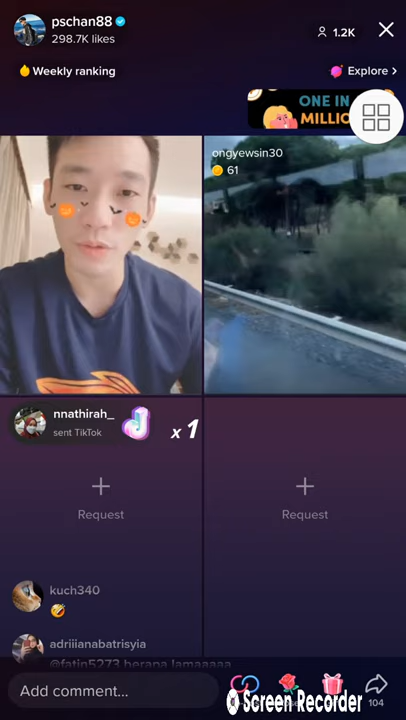 pschan88
298.7K likes
1.2K
Weekly ranking
Explore
ONE IN
MILLIO
ongyewsin30
61
nnathirah_
sent TikTok
x 1
Request
Request
kuch340
adriiianabatrisyia
@fatin5273 berapa lamaaaaa
Add comment...
Screen Recorder
104